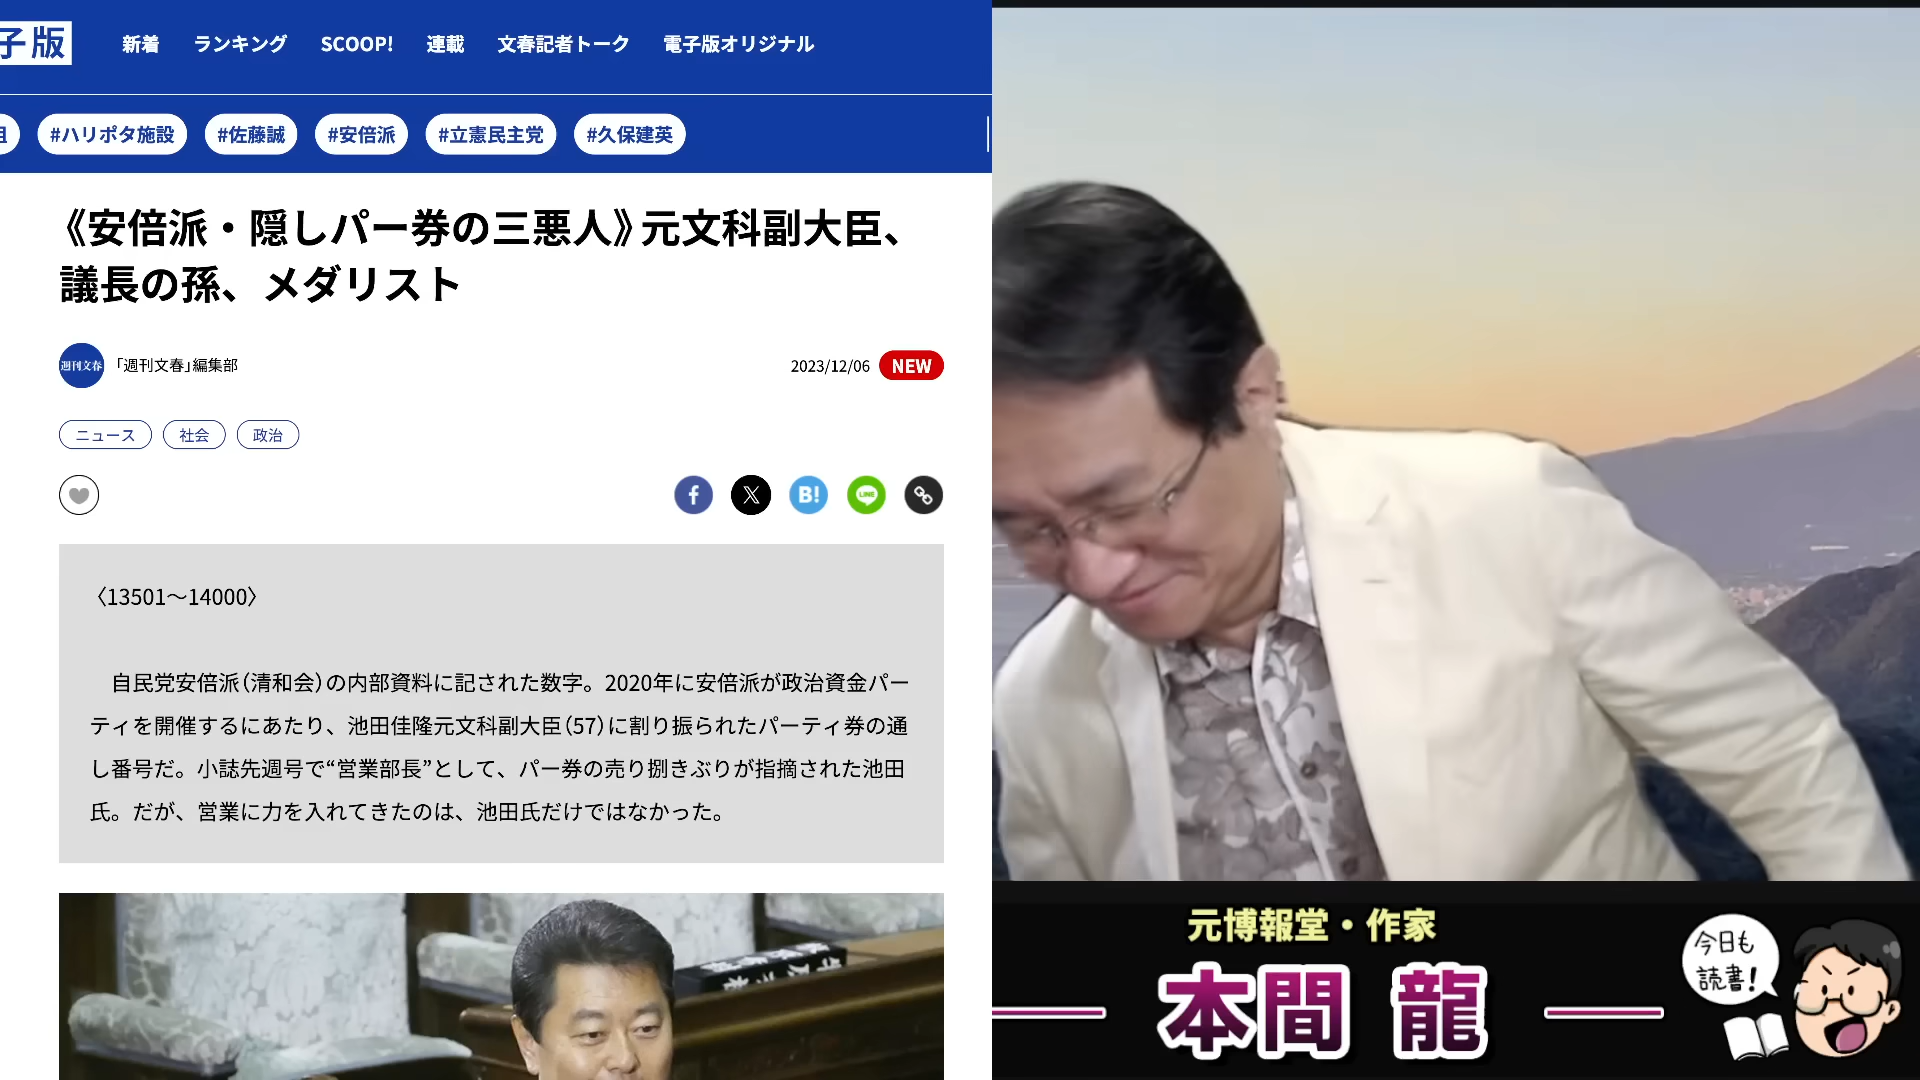 子版
新着 ランキング SCOOP! 連載 文春記者トーク 電子版オリジナル
#ハリポタ施設 #佐藤誠 #安倍派 #立憲民主党 #久保建英
《安倍派・隠しパー券の三悪人》元文科副大臣、
議長の孫、メダリスト
週刊文春 「週刊文春」編集部
2023/12/06 NEW
ニュース 社会 政治
f X B! LINE
〈13501〜14000〉
自民党安倍派（清和会）の内部資料に記された数字。2020年に安倍派が政治資金パー
ティを開催するにあたり、池田佳隆元文科副大臣（57）に割り振られたパーティ券の通
し番号だ。小誌先週号で“営業部長”として、パー券の売り捌きぶりが指摘された池田
氏。だが、営業に力を入れてきたのは、池田氏だけではなかった。
元博報堂・作家
本間 龍
今日も
読書!